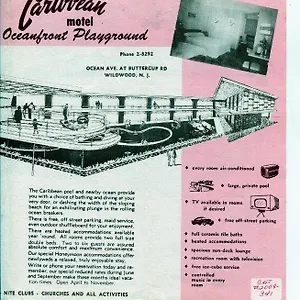 Caribbean
motel
Oceanfront Playground
Phone 2-8292
OCEAN AVE. AT BUTTERCUP RD
WILDWOOD, N. J.
every room air-conditioned
large, private pool
TV available in rooms
if desired
free off-street parking
The Caribbean pool and nearby ocean provide
you with a choice of bathing and diving at your
very door, or dashing the width of the sloping
beach for an exhilarating plunge in the rolling
ocean breakers.
There is free, off street parking, maid service,
even outdoor shuffleboard for your enjoyment.
There are heated accommodations available
year 'round. All rooms provide two full size
double beds. Two to six guests are assured
absolute comfort and maximum convenience.
Our special Honeymoon accommodations offer
newlyweds a relaxed, truly enjoyable stay.
Write or phone your reservation today and re-
member, our special reduced rates during June
and September make these months ideal vaca-
tion times. Open April to November.
full ceramic tile baths
heated accommodations
specious sun-deck lounge
recreation room with television
free ice-cube service
controlled
music in every
room
NITE CLUBS - CHURCHES AND ALL ACTIVITIES